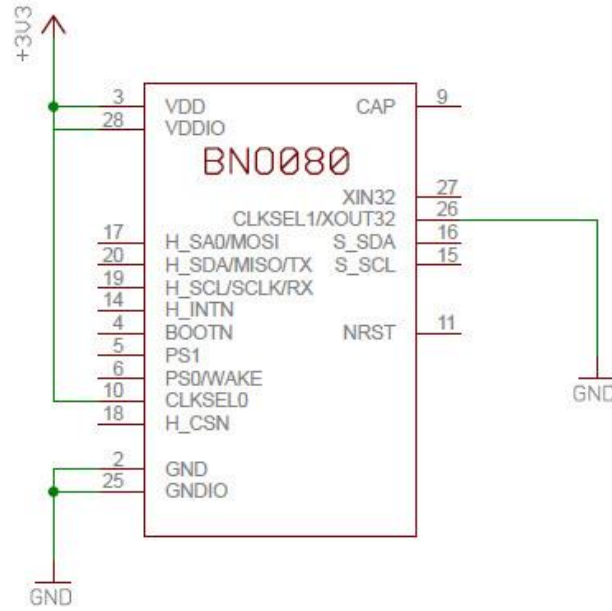 +3V3
3 VDD CAP 9
28 VDDIO
BNO080
XIN32 27
CLKSEL1/XOUT32 26
17 H_SA0/MOSI S_SDA 16
20 H_SDA/MISO/TX S_SCL 15
19 H_SCL/SCLK/RX
14 H_INTN
4 BOOTN NRST 11
5 PS1
6 PS0/WAKE
10 CLKSEL0
18 H_CSN
GND
2 GND
25 GNDIO
GND